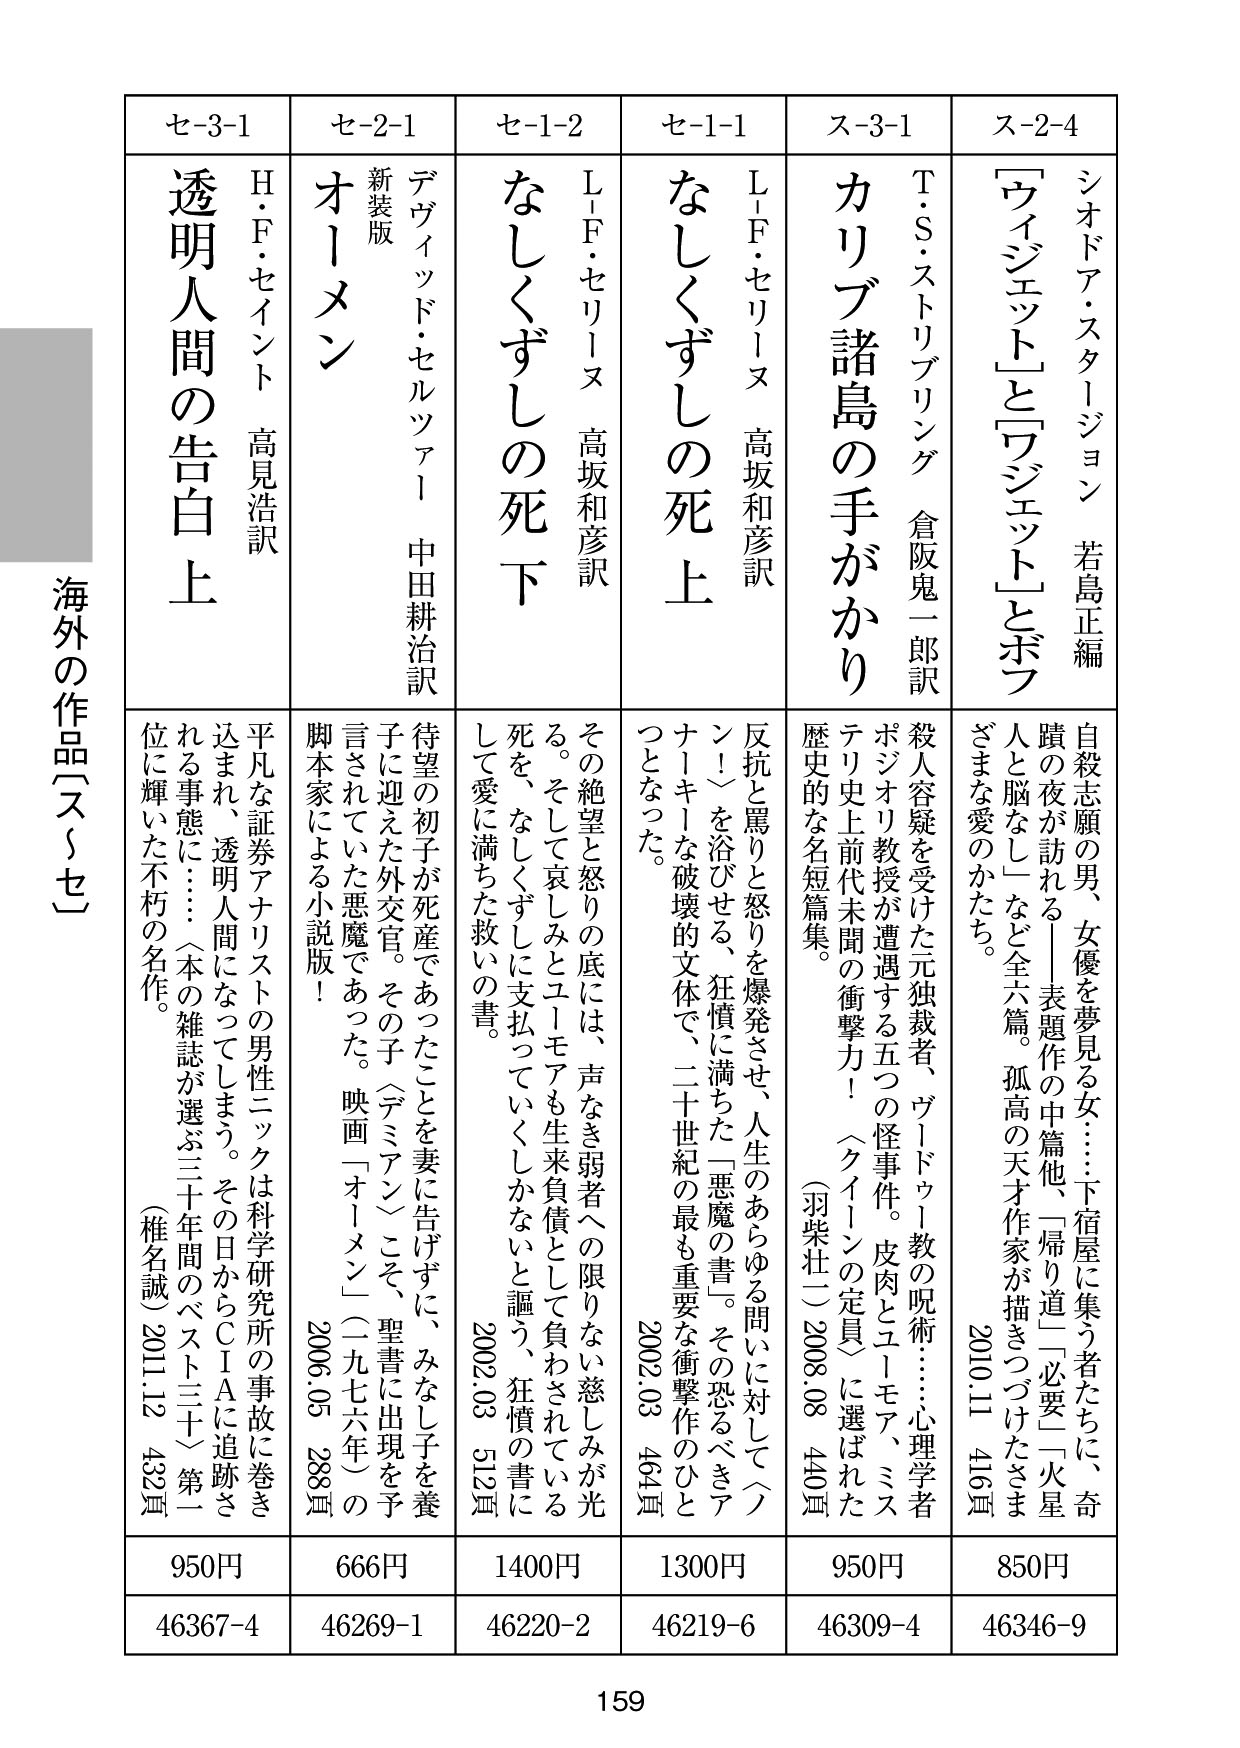 ス-2-4
シオドア・スタージョン　若島正編
[ウィジェット]と[ワジェット]とボフ
自殺志願の男、女優を夢見る女……下宿屋に集う者たちに、奇
蹟の夜が訪れる――表題作の中篇他、「帰り道」「必要」「火星
人と脳なし」など全六篇。孤高の天才作家が描きつづけたさま
ざまな愛のかたち。
2010.11　416頁
850円
46346-9
ス-3-1
T・S・ストリブリング　倉阪鬼一郎訳
カリブ諸島の手がかり
殺人容疑を受けた元独裁者、ヴードゥー教の呪術……心理学者
ポジオリ教授が遭遇する五つの怪事件。皮肉とユーモア、ミス
テリ史上前代未聞の衝撃力！　〈クイーンの定員〉に選ばれた
歴史的な名短篇集。
（羽柴壮一）2008.08　440頁
950円
46309-4
セ-1-1
L-F・セリーヌ　高坂和彦訳
なしくずしの死 上
反抗と罵りと怒りを爆発させ、人生のあらゆる問いに対して〈ノ
ン！〉を浴びせる、狂憤に満ちた「悪魔の書」。その恐るべきア
ナーキーな破壊的文体で、二十世紀の最も重要な衝撃作のひと
つとなった。
2002.03　464頁
1300円
46219-6
セ-1-2
L-F・セリーヌ　高坂和彦訳
なしくずしの死 下
その絶望と怒りの底には、声なき弱者への限りない慈しみが光
る。そして哀しみとユーモアも生来負債として負わされている
死を、なしくずしに支払っていくしかないと謳う、狂憤の書に
して愛に満ちた救いの書。
2002.03　512頁
1400円
46220-2
セ-2-1
デヴィッド・セルツァー　中田耕治訳
新装版
オーメン
待望の初子が死産であったことを妻に告げずに、みなし子を養
子に迎えた外交官。その子〈デミアン〉こそ、聖書に出現を予
言されていた悪魔であった。映画「オーメン」（一九七六年）の
脚本家による小説版！
2006.05　288頁
666円
46269-1
セ-3-1
H・F・セイント　高見浩訳
透明人間の告白 上
平凡な証券アナリストの男性ニックは科学研究所の事故に巻き
込まれ、透明人間になってしまう。その日からCIAに追跡さ
れる事態に……〈本の雑誌が選ぶ三十年間のベスト三十〉第一
位に輝いた不朽の名作。
（椎名誠）2011.12　432頁
950円
46367-4
海外の作品［ス～セ］
159